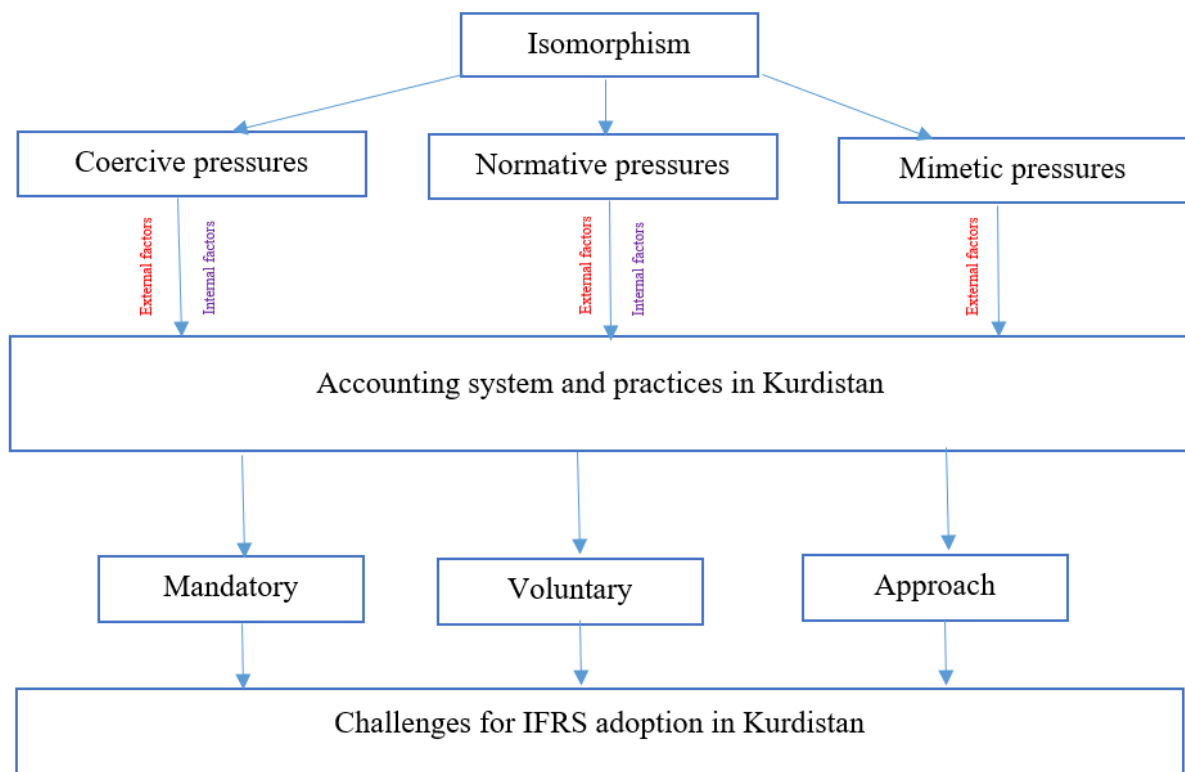 Isomorphism
Coercive pressures
Normative pressures
Mimetic pressures
External factors
Internal factors
External factors
Internal factors
External factors
Accounting system and practices in Kurdistan
Mandatory
Voluntary
Approach
Challenges for IFRS adoption in Kurdistan